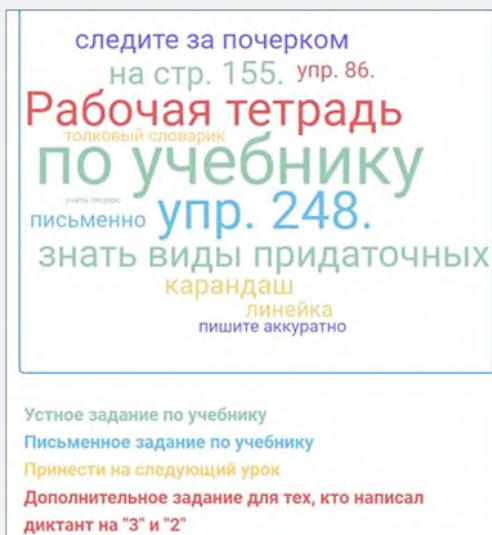 следите за почерком
на стр. 155. упр. 86.
Рабочая тетрадь
толковый словарик
по учебнику
учить теорию
письменно упр. 248.
знать виды придаточных
карандаш
линейка
пишите аккуратно
Устное задание по учебнику
Письменное задание по учебнику
Принести на следующий урок
Дополнительное задание для тех, кто написал
диктант на "3" и "2"